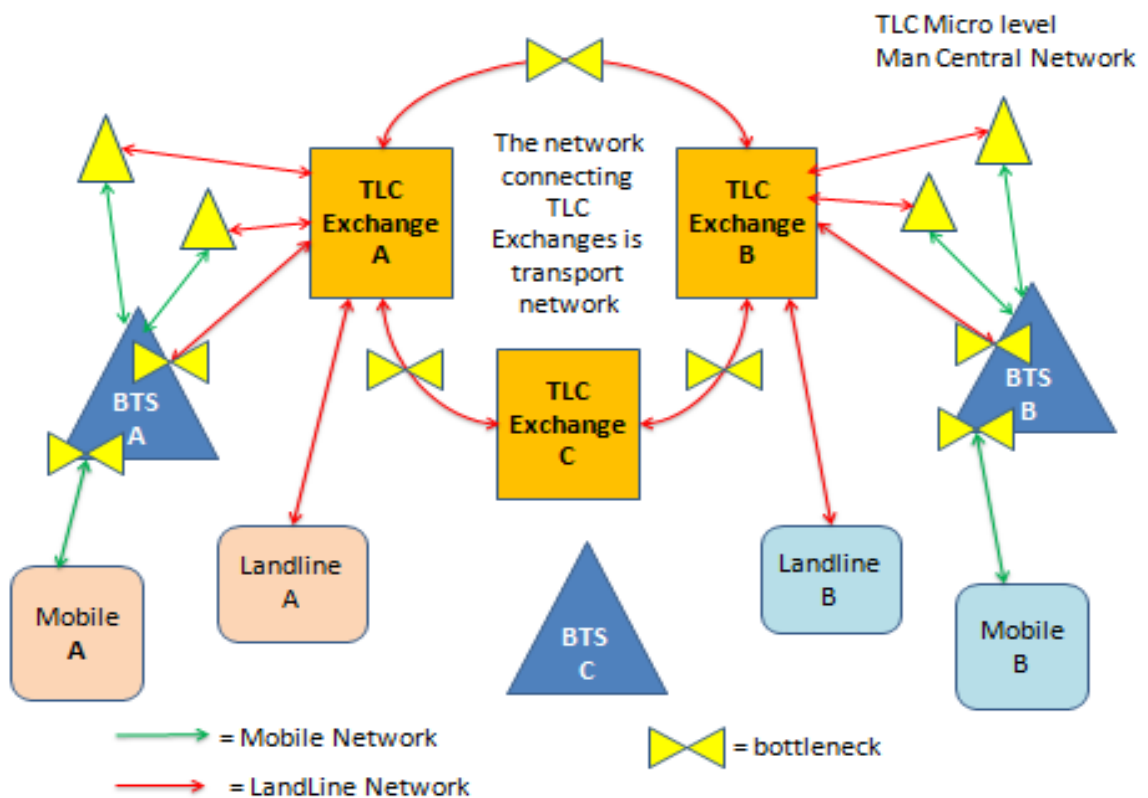 TLC Micro level
Man Central Network
The network
connecting
TLC
Exchanges is
transport
network
TLC
Exchange
A
TLC
Exchange
B
TLC
Exchange
C
BTS
A
BTS
B
Landline
A
Landline
B
Mobile
A
BTS
C
Mobile
B
= Mobile Network
= bottleneck
= LandLine Network